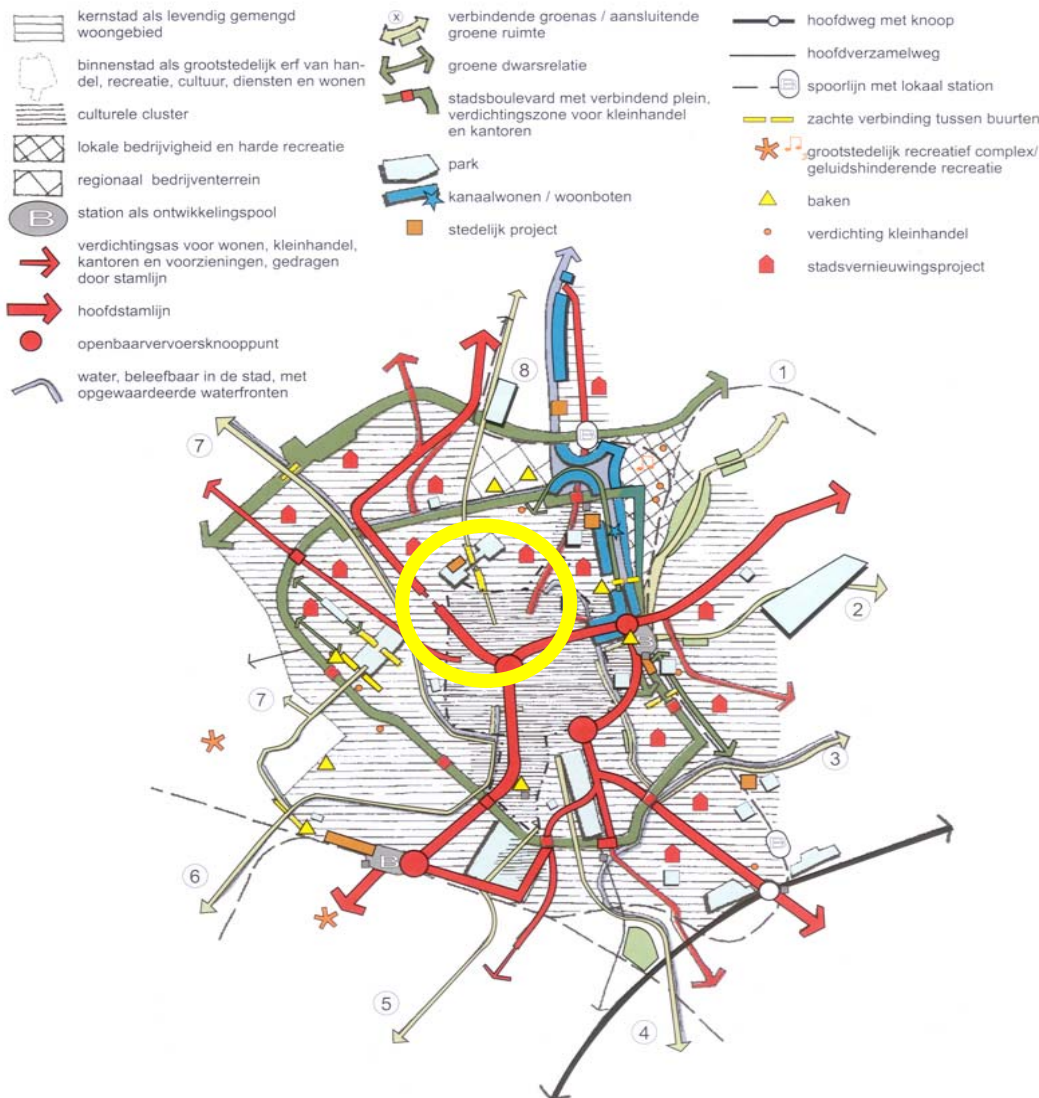 kernstad als levendig gemengd
woongebied
binnenstad als grootstedelijk erf van han-
del, recreatie, cultuur, diensten en wonen
culturele cluster
lokale bedrijvigheid en harde recreatie
regionaal bedrijventerrein
B
station als ontwikkelingspool
verdichtingsas voor wonen, kleinhandel,
kantoren en voorzieningen, gedragen
door stamlijn
hoofdstamlijn
openbaarvervoersknooppunt
water, beleefbaar in de stad, met
opgewaardeerde waterfronten
x
verbindende groenas / aansluitende
groene ruimte
groene dwarsrelatie
stadsboulevard met verbindend plein,
verdichtingszone voor kleinhandel
en kantoren
park
kanaalwonen / woonboten
stedelijk project
hoofdweg met knoop
hoofdverzamelweg
B
spoorlijn met lokaal station
zachte verbinding tussen buurten
grootstedelijk recreatief complex/
geluidshinderende recreatie
baken
verdichting kleinhandel
stadsvernieuwingsproject
8
1
7
B
2
7
3
B
B
6
5
4